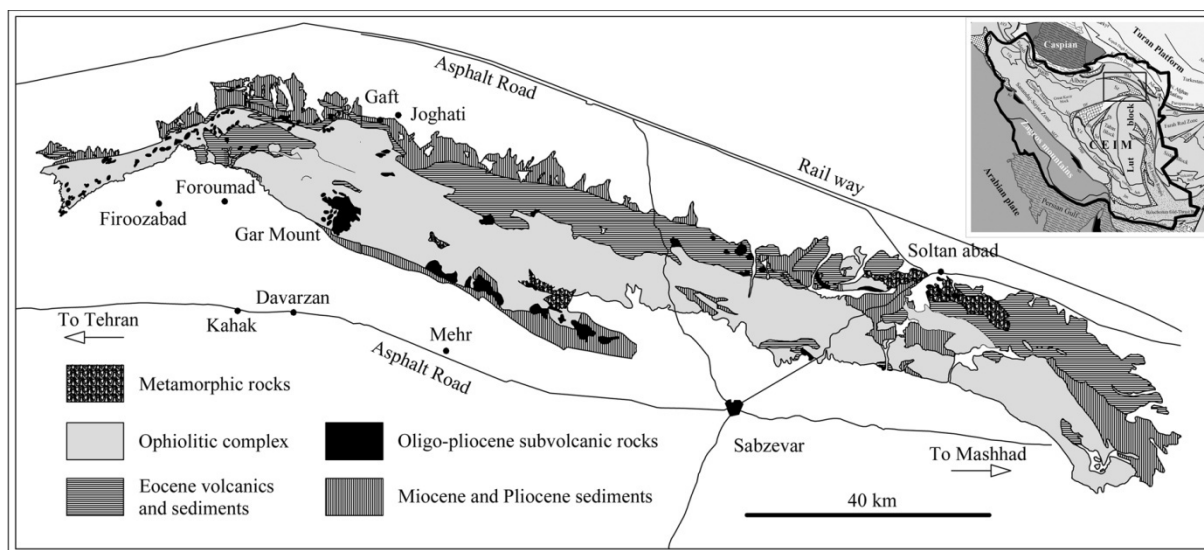 Asphalt Road
Gaft
Joghati
Rail way
Foroumad
Firoozabad
Gar Mount
Soltan abad
To Tehran
Kahak
Davarzan
Mehr
Asphalt Road
Sabzevar
To Mashhad
Metamorphic rocks
Ophiolitic complex
Eocene volcanics
and sediments
Oligo-pliocene subvolcanic rocks
Miocene and Pliocene sediments
40 km
Caspian
Turan Platform
Zagros mountains
CEIM
Lut block
Arabian plate
Persian Gulf